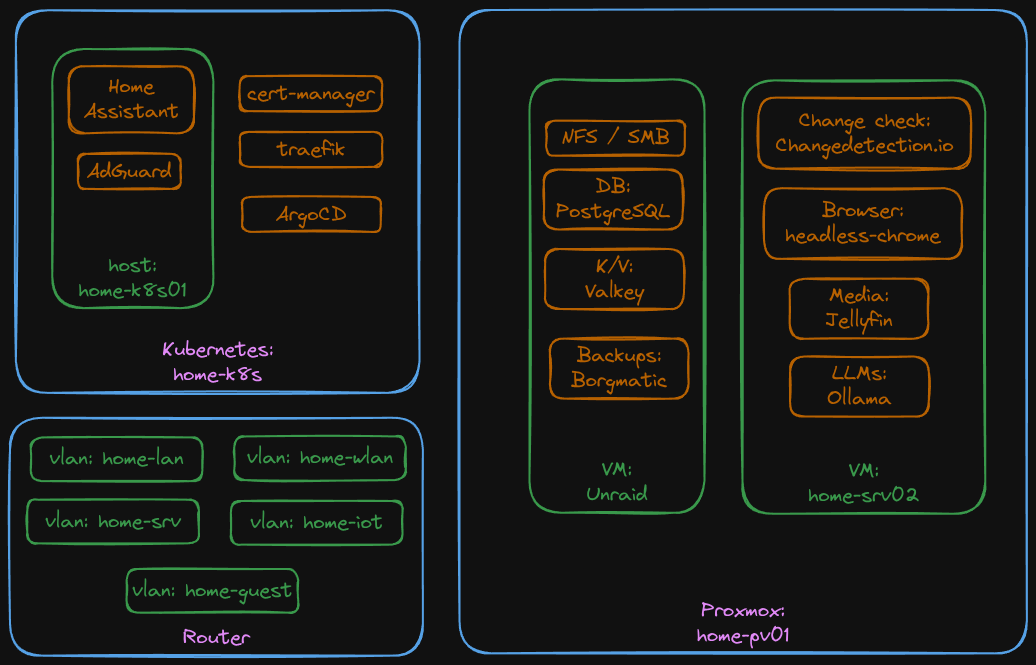 Home
Assistant
AdGuard
host:
home-k8s01
cert-manager
traefik
ArgoCD
Kubernetes:
home-k8s
vlan: home-lan
vlan: home-wlan
vlan: home-srv
vlan: home-iot
vlan: home-guest
Router
NFS / SMB
DB:
PostgreSQL
K/V:
Valkey
Backups:
Borgmatic
VM:
Unraid
Change check:
Changedetection.io
Browser:
headless-chrome
Media:
Jellyfin
LLMs:
Ollama
VM:
home-srv02
Proxmox:
home-pv01